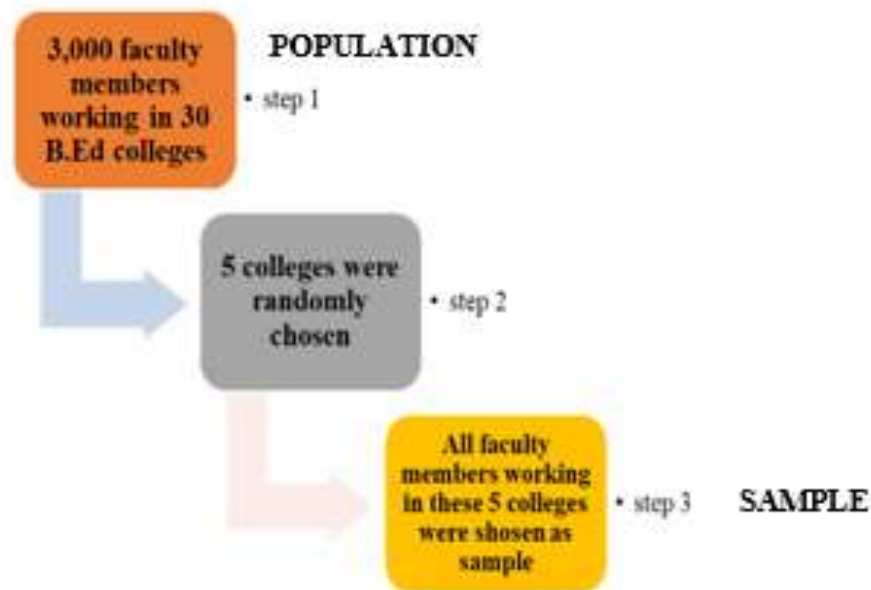 3,000 faculty
members
working in 30
B.Ed colleges
POPULATION
• step 1
5 colleges were
randomly
chosen
• step 2
All faculty
members working
in these 5 colleges
were shosen as
sample
• step 3
SAMPLE